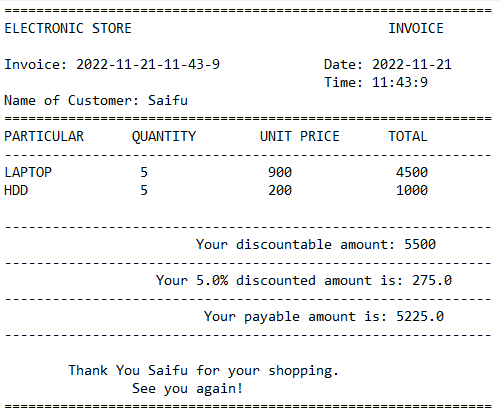 =============================================================
ELECTRONIC STORE                                INVOICE
Invoice: 2022-11-21-11-43-9             Date: 2022-11-21
                                        Time: 11:43:9
Name of Customer: Saifu
=============================================================
PARTICULAR      QUANTITY        UNIT PRICE      TOTAL
-------------------------------------------------------------
LAPTOP           5               900             4500
HDD              5               200             1000
-------------------------------------------------------------
                        Your discountable amount: 5500
-------------------------------------------------------------
                   Your 5.0% discounted amount is: 275.0
-------------------------------------------------------------
                         Your payable amount is: 5225.0
-------------------------------------------------------------
        Thank You Saifu for your shopping.
                See you again!
=============================================================